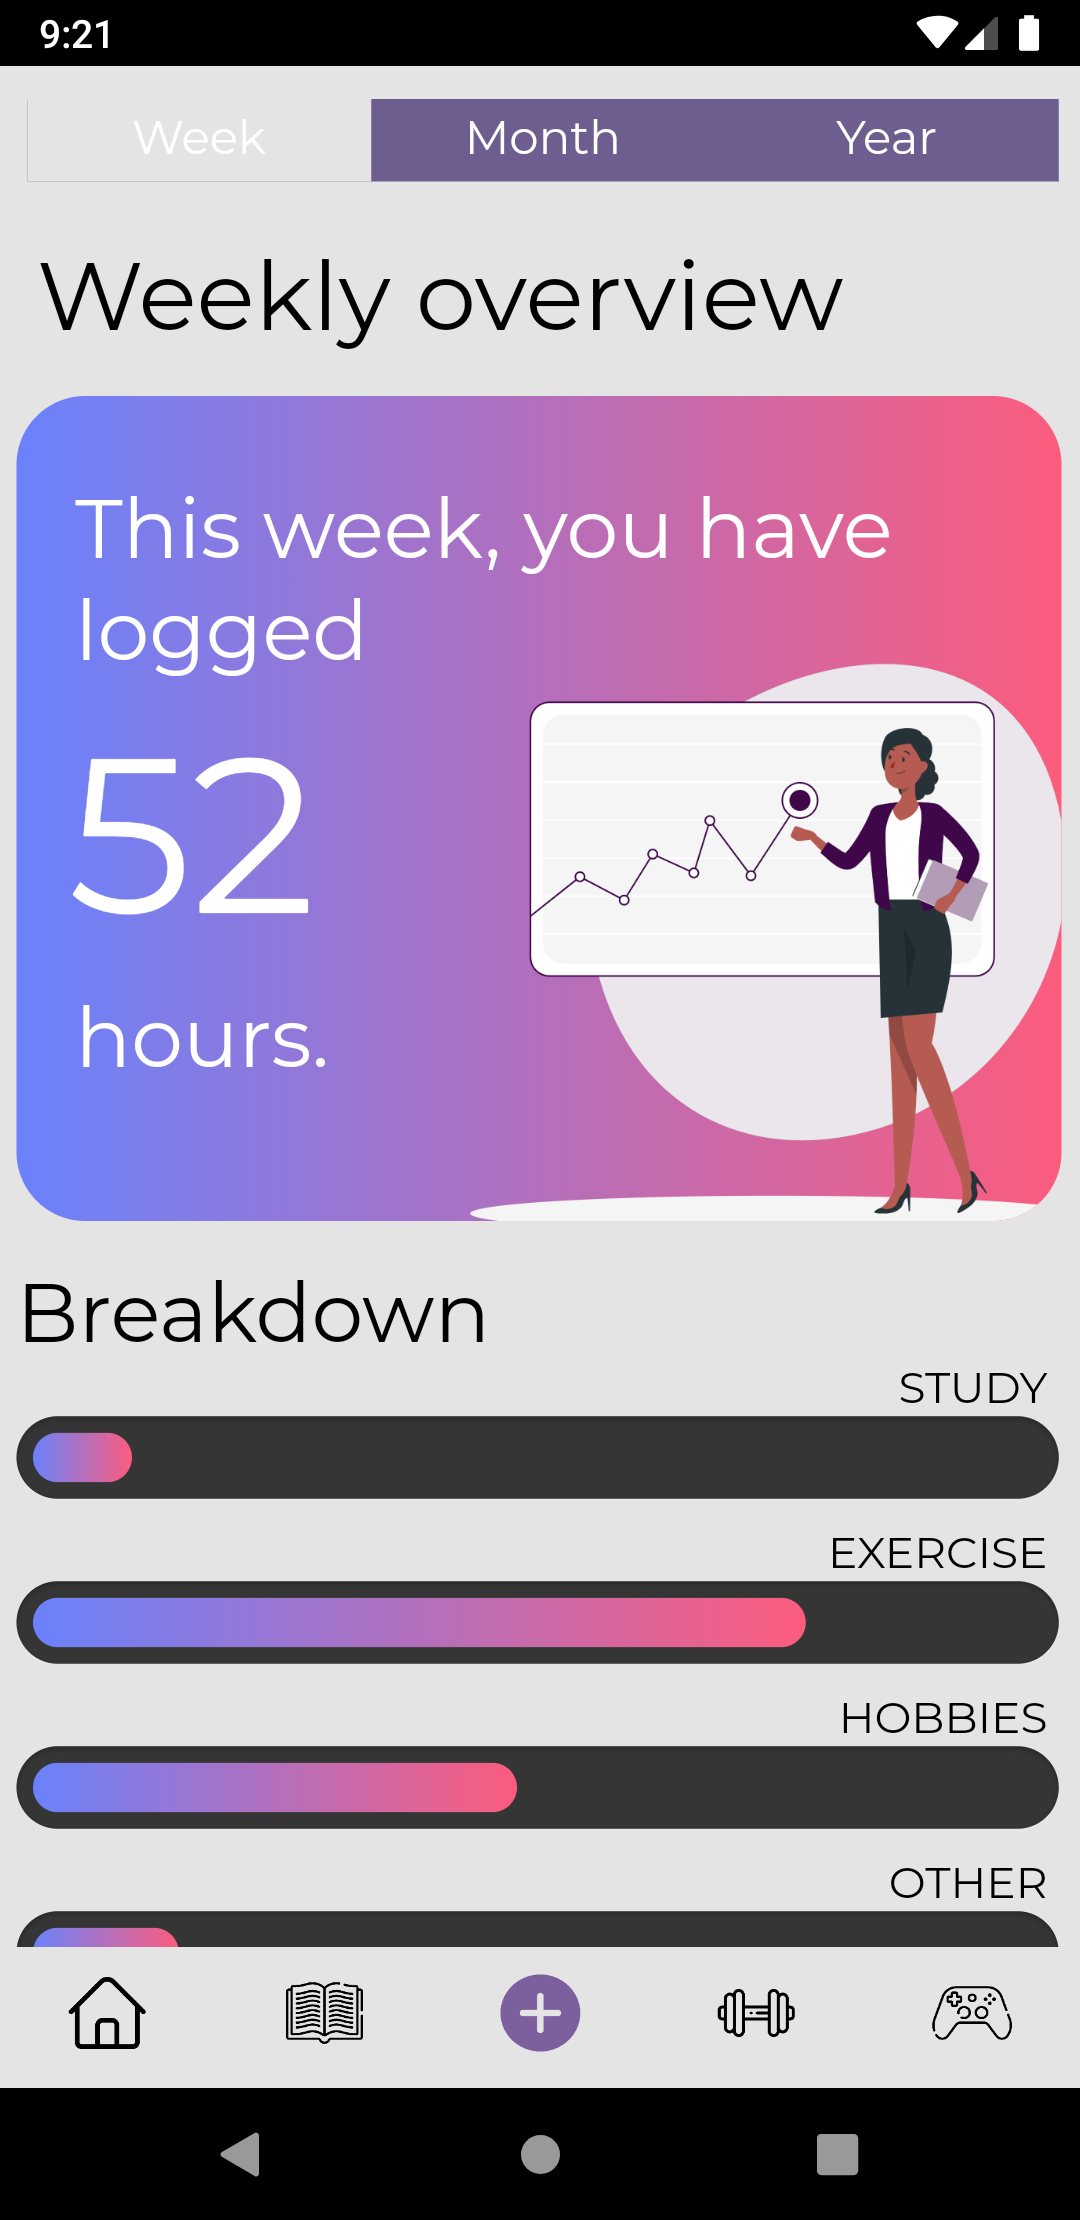 9:21
Week Month Year
Weekly overview
This week, you have
logged
52
hours.
Breakdown
STUDY
EXERCISE
HOBBIES
OTHER